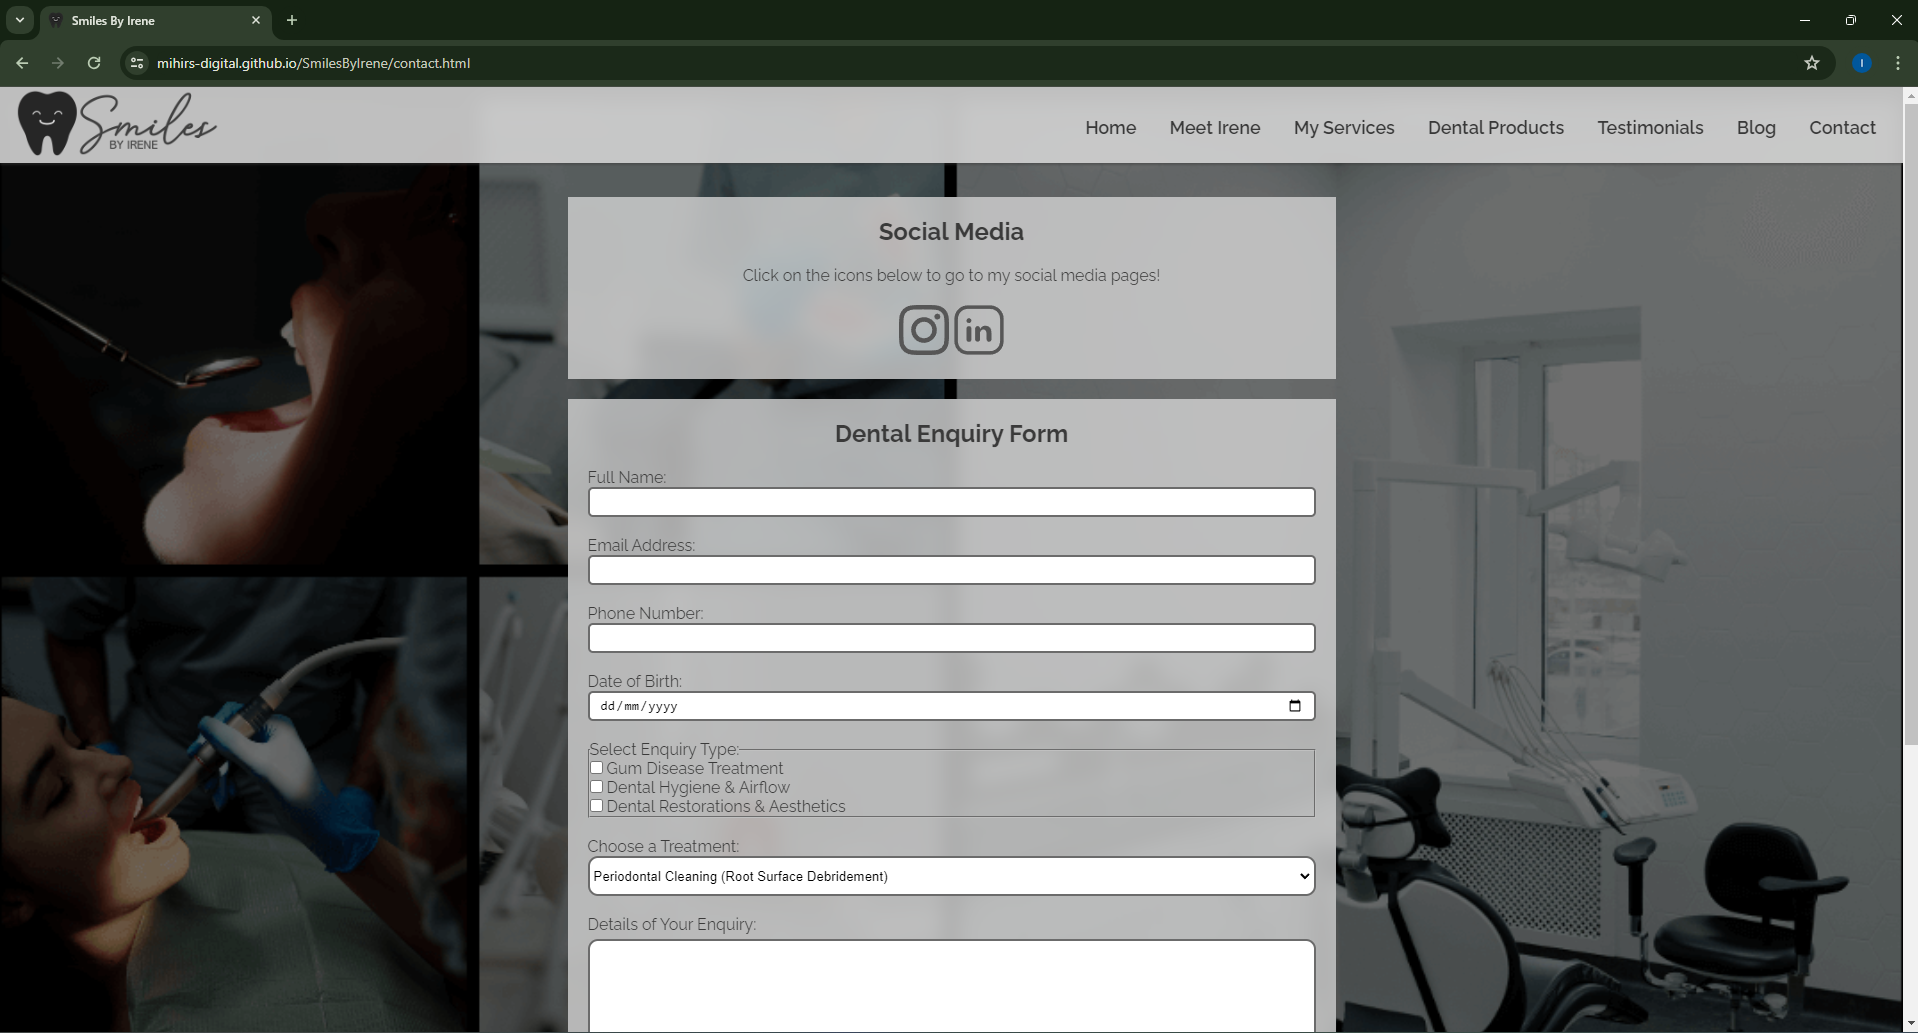 Smiles By Irene
mihirs-digital.github.io/SmilesByIrene/contact.html
I
Smiles
BY IRENE
Home Meet Irene My Services Dental Products Testimonials Blog Contact
Social Media
Click on the icons below to go to my social media pages!
in
Dental Enquiry Form
Full Name:
Email Address:
Phone Number:
Date of Birth:
dd/mm/yyyy
Select Enquiry Type:
Gum Disease Treatment
Dental Hygiene & Airflow
Dental Restorations & Aesthetics
Choose a Treatment:
Periodontal Cleaning (Root Surface Debridement)
Details of Your Enquiry: